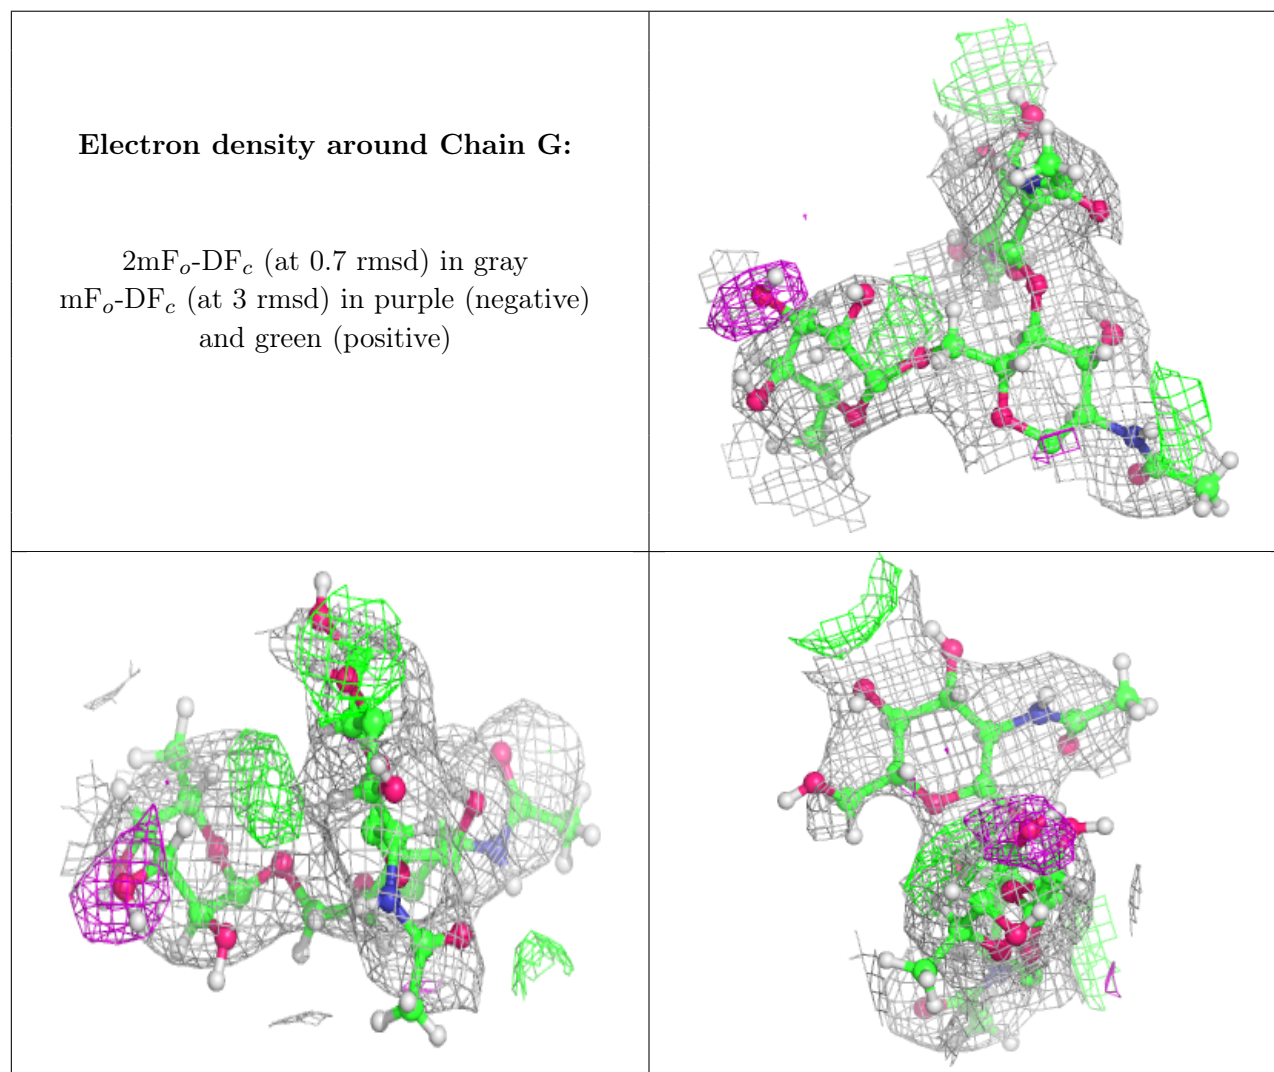 Electron density around Chain G:
2mFo-DFc (at 0.7 rmsd) in gray
mFo-DFc (at 3 rmsd) in purple (negative)
and green (positive)